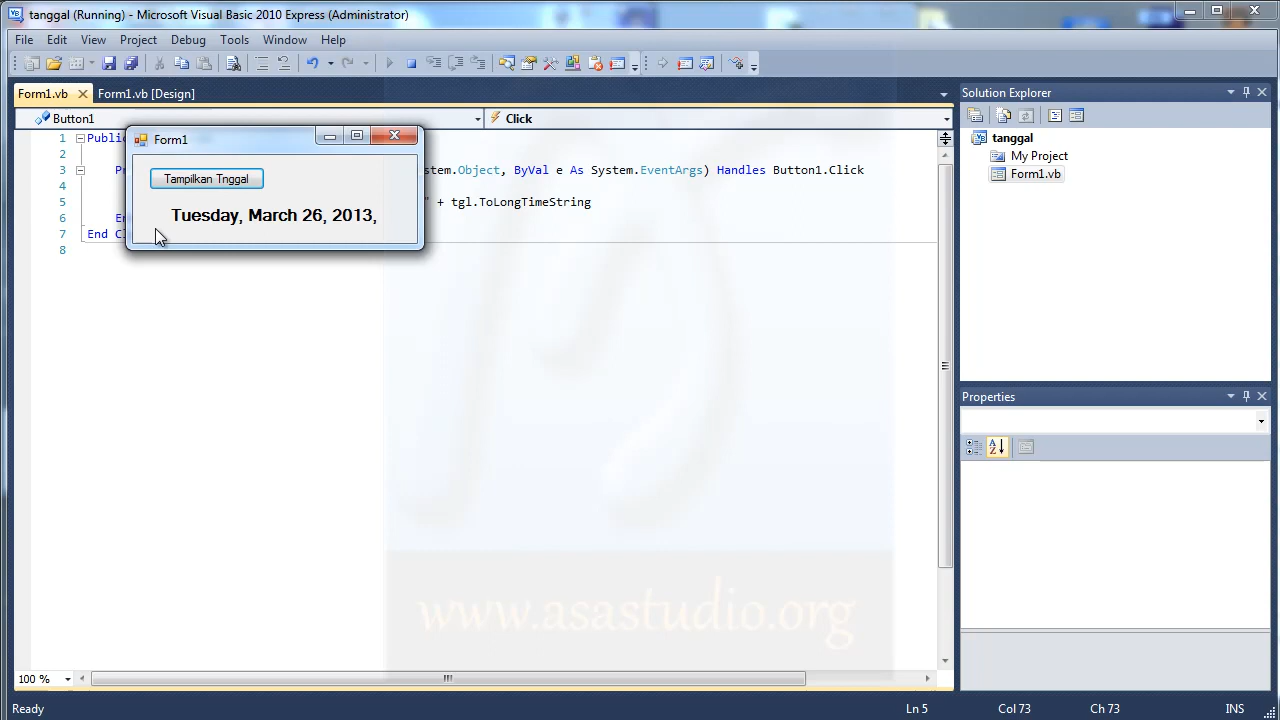 tanggal (Running) - Microsoft Visual Basic 2010 Express (Administrator)
File Edit View Project Debug Tools Window Help
Form1.vb Form1.vb [Design]
Button1 Click
Solution Explorer
tanggal
My Project
Form1.vb
1 Public
2
3 stem.Object, ByVal e As System.EventArgs) Handles Button1.Click
4
5 " + tgl.ToLongTimeString
6
7 End
8
Form1
Tampilkan Tnggal
Tuesday, March 26, 2013,
Properties
www.asastudio.org
100 %
Ready Ln 5 Col 73 Ch 73 INS